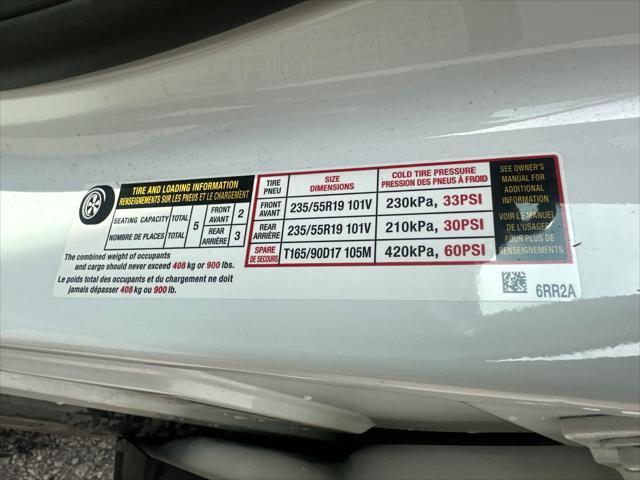 TIRE AND LOADING INFORMATION
RENSEIGNEMENTS SUR LES PNEUS ET LE CHARGEMENT
SEATING CAPACITY
NOMBRE DE PLACES
TOTAL
TOTAL
5
FRONT
AVANT
2
REAR
ARRIÈRE
3
The combined weight of occupants
and cargo should never exceed 408 kg or 900 lbs.
Le poids total des occupants et du chargement ne doit
jamais dépasser 408 kg ou 900 lb.
TIRE
PNEU
SIZE
DIMENSIONS
COLD TIRE PRESSURE
PRESSION DES PNEUS À FROID
FRONT
AVANT
235/55R19 101V
230kPa, 33PSI
REAR
ARRIÈRE
235/55R19 101V
210kPa, 30PSI
SPARE
DE SECOURS
T165/90D17 105M
420kPa, 60PSI
SEE OWNER'S
MANUAL FOR
ADDITIONAL
INFORMATION
VOIR LE MANUEL
DE L'USAGER
POUR PLUS DE
RENSEIGNEMENTS
6RR2A